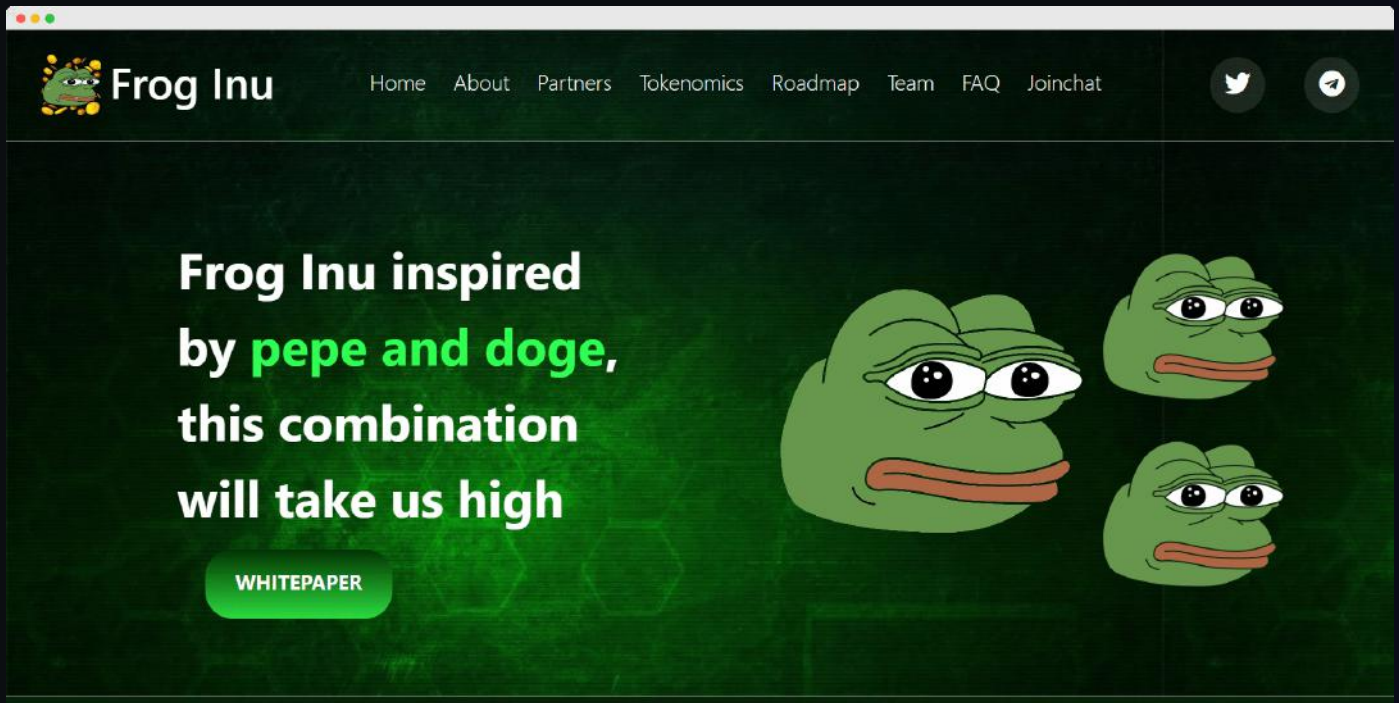 Frog Inu
Home About Partners Tokenomics Roadmap Team FAQ Joinchat
Frog Inu inspired
by pepe and doge,
this combination
will take us high
WHITEPAPER